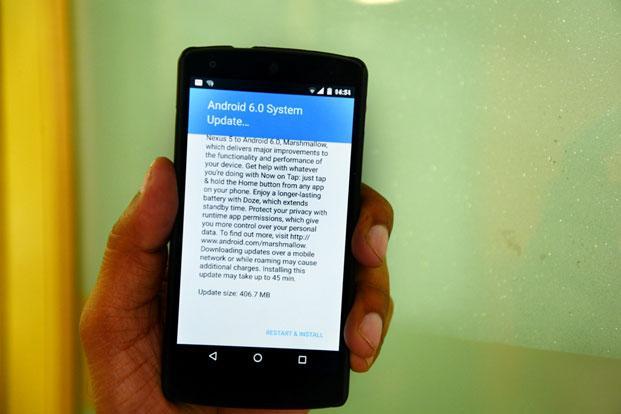 14:51
Android 6.0 System
Update...
Nexus 5 to Android 6.0, Marshmallow,
which delivers major improvements to
the functionality and performance of
your device. Get help with whatever
you're doing with Now on Tap: just tap
& hold the Home button from any app
on your phone. Enjoy a longer-lasting
battery with Doze, which extends
standby time. Protect your privacy with
runtime app permissions, which give
you more control over your personal
data. To find out more, visit http://
www.android.com/marshmallow.
Downloading updates over a mobile
network or while roaming may cause
additional charges. Installing this
update may take up to 45 min.
Update size: 406.7 MB
RESTART & INSTALL